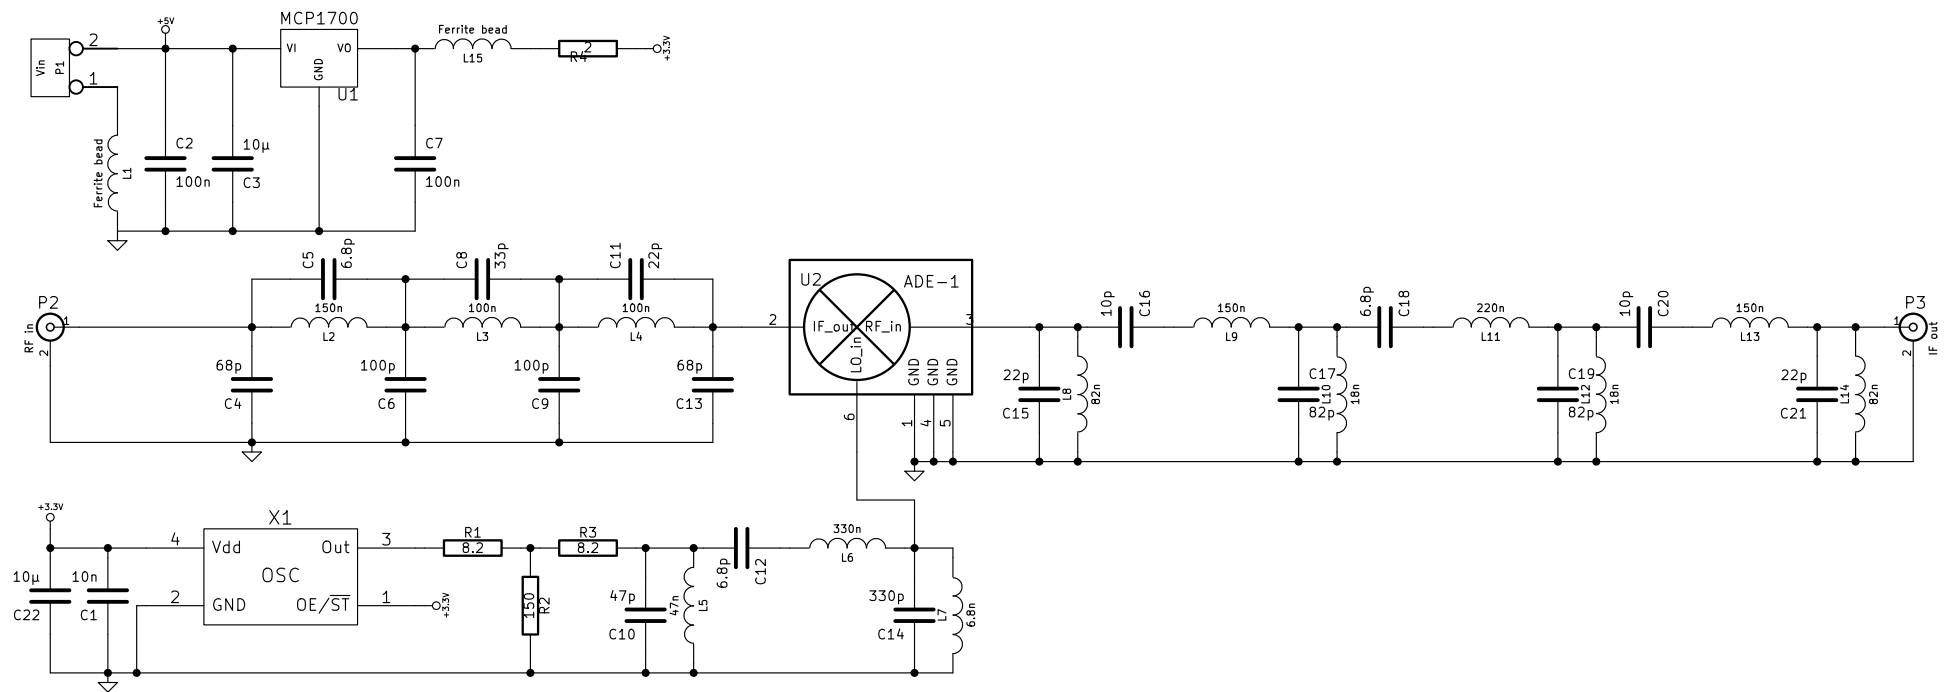 MCP1700
+5V
Ferrite bead
2
VI
VO
2
+3.3V
Vin
P1
L15
R4
GND
1
U1
Ferrite bead
L1
C2
100n
10µ
C3
C7
100n
C5
6.8p
C8
33p
C11
22p
U2
ADE-1
10p
C16
6.8p
C18
10p
C20
P2
1
150n
100n
100n
2
IF_out
RF_in
3
150n
220n
150n
P3
1
RF in
2
L2
L3
L4
LO_in
L9
L11
L13
2
IF out
68p
C4
100p
C6
100p
C9
68p
C13
GND
GND
GND
22p
C15
L8
82n
C17
82p
L10
18n
C19
82p
L12
18n
22p
C21
L14
82n
6
1
4
5
+3.3V
X1
4
Vdd
Out
3
R1
8.2
R3
8.2
330n
L6
6.8p
C12
OSC
10µ
C22
10n
C1
2
GND
OE/ST
1
+3.3V
150
R2
47p
C10
47n
L5
330p
C14
L7
6.8n